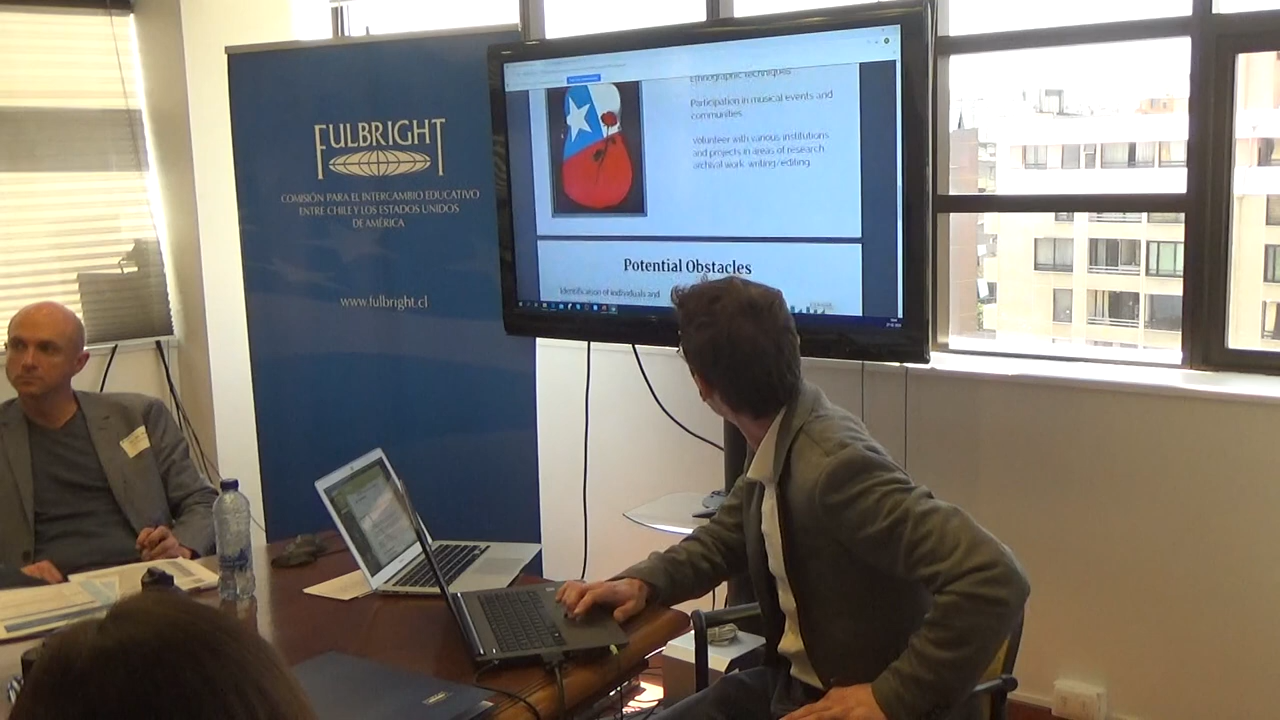 FULBRIGHT
COMISIÓN PARA EL INTERCAMBIO EDUCATIVO
ENTRE CHILE Y LOS ESTADOS UNIDOS
DE AMÉRICA
www.fulbright.cl
Ethnographic techniques
Participation in musical events and
communities
volunteer with various institutions
and projects in areas of research,
archival work, writing/editing.
Potential Obstacles
Identification of individuals and